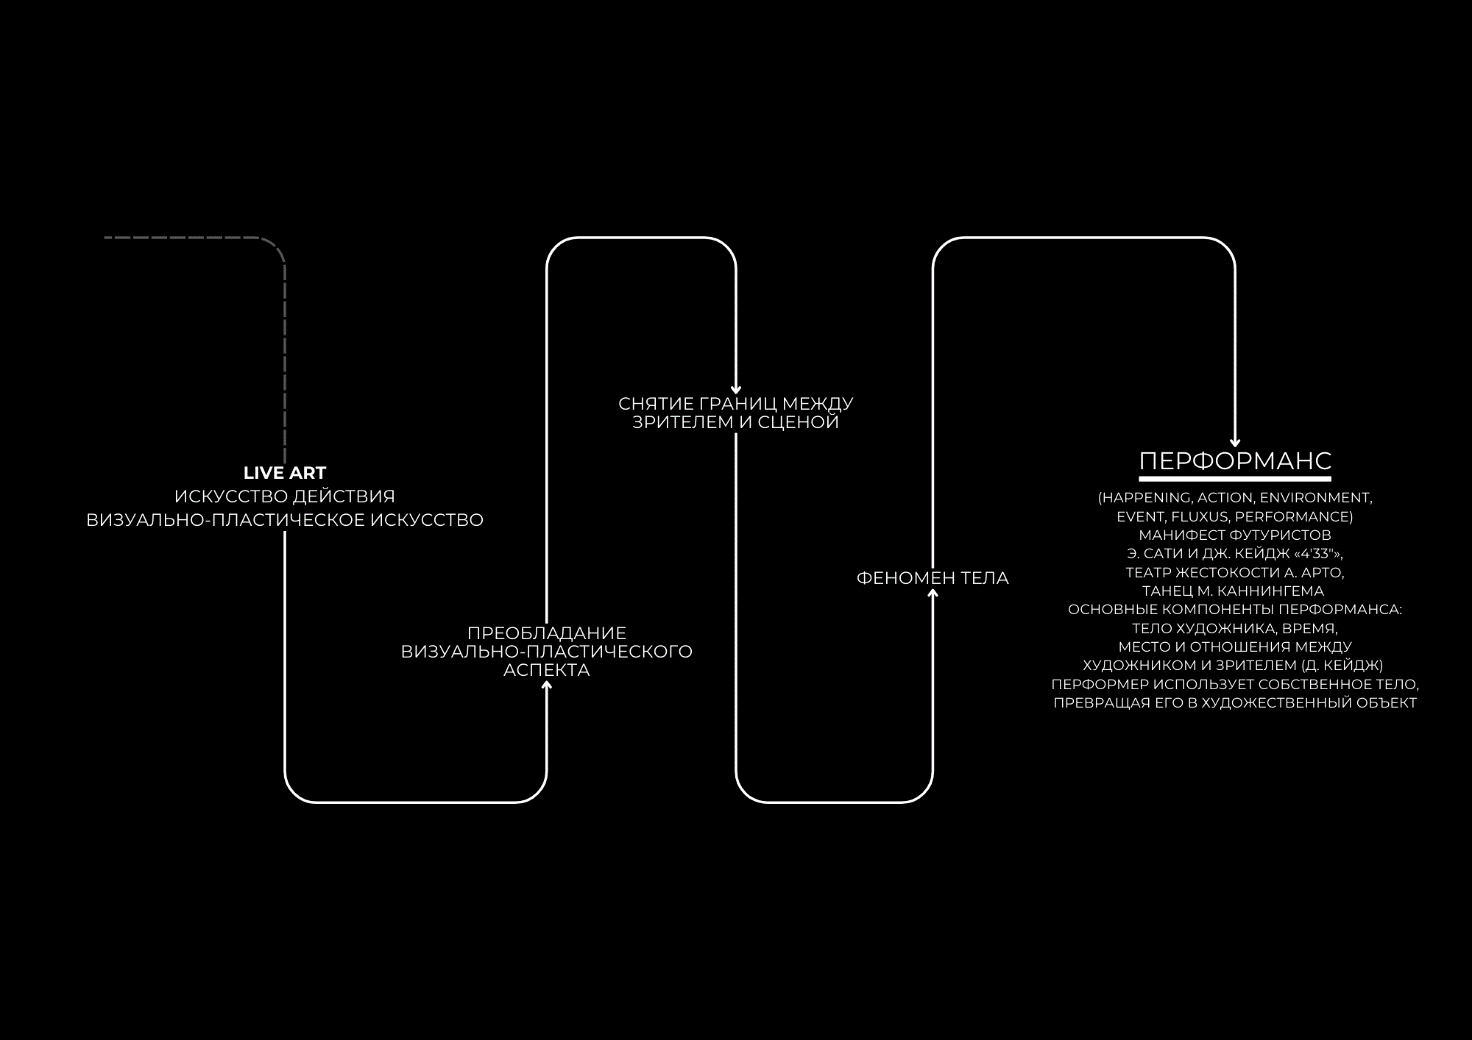 LIVE ART
ИСКУССТВО ДЕЙСТВИЯ
ВИЗУАЛЬНО-ПЛАСТИЧЕСКОЕ ИСКУССТВО
ПРЕОБЛАДАНИЕ
ВИЗУАЛЬНО-ПЛАСТИЧЕСКОГО
АСПЕКТА
СНЯТИЕ ГРАНИЦ МЕЖДУ
ЗРИТЕЛЕМ И СЦЕНОЙ
ФЕНОМЕН ТЕЛА
ПЕРФОРМАНС
(HAPPENING, ACTION, ENVIRONMENT,
EVENT, FLUXUS, PERFORMANCE)
МАНИФЕСТ ФУТУРИСТОВ
Э. САТИ И ДЖ. КЕЙДЖ «4'33"»,
ТЕАТР ЖЕСТОКОСТИ А. АРТО,
ТАНЕЦ М. КАННИНГЕМА
ОСНОВНЫЕ КОМПОНЕНТЫ ПЕРФОРМАНСА:
ТЕЛО ХУДОЖНИКА, ВРЕМЯ,
МЕСТО И ОТНОШЕНИЯ МЕЖДУ
ХУДОЖНИКОМ И ЗРИТЕЛЕМ (Д. КЕЙДЖ)
ПЕРФОРМЕР ИСПОЛЬЗУЕТ СОБСТВЕННОЕ ТЕЛО,
ПРЕВРАЩАЯ ЕГО В ХУДОЖЕСТВЕННЫЙ ОБЪЕКТ